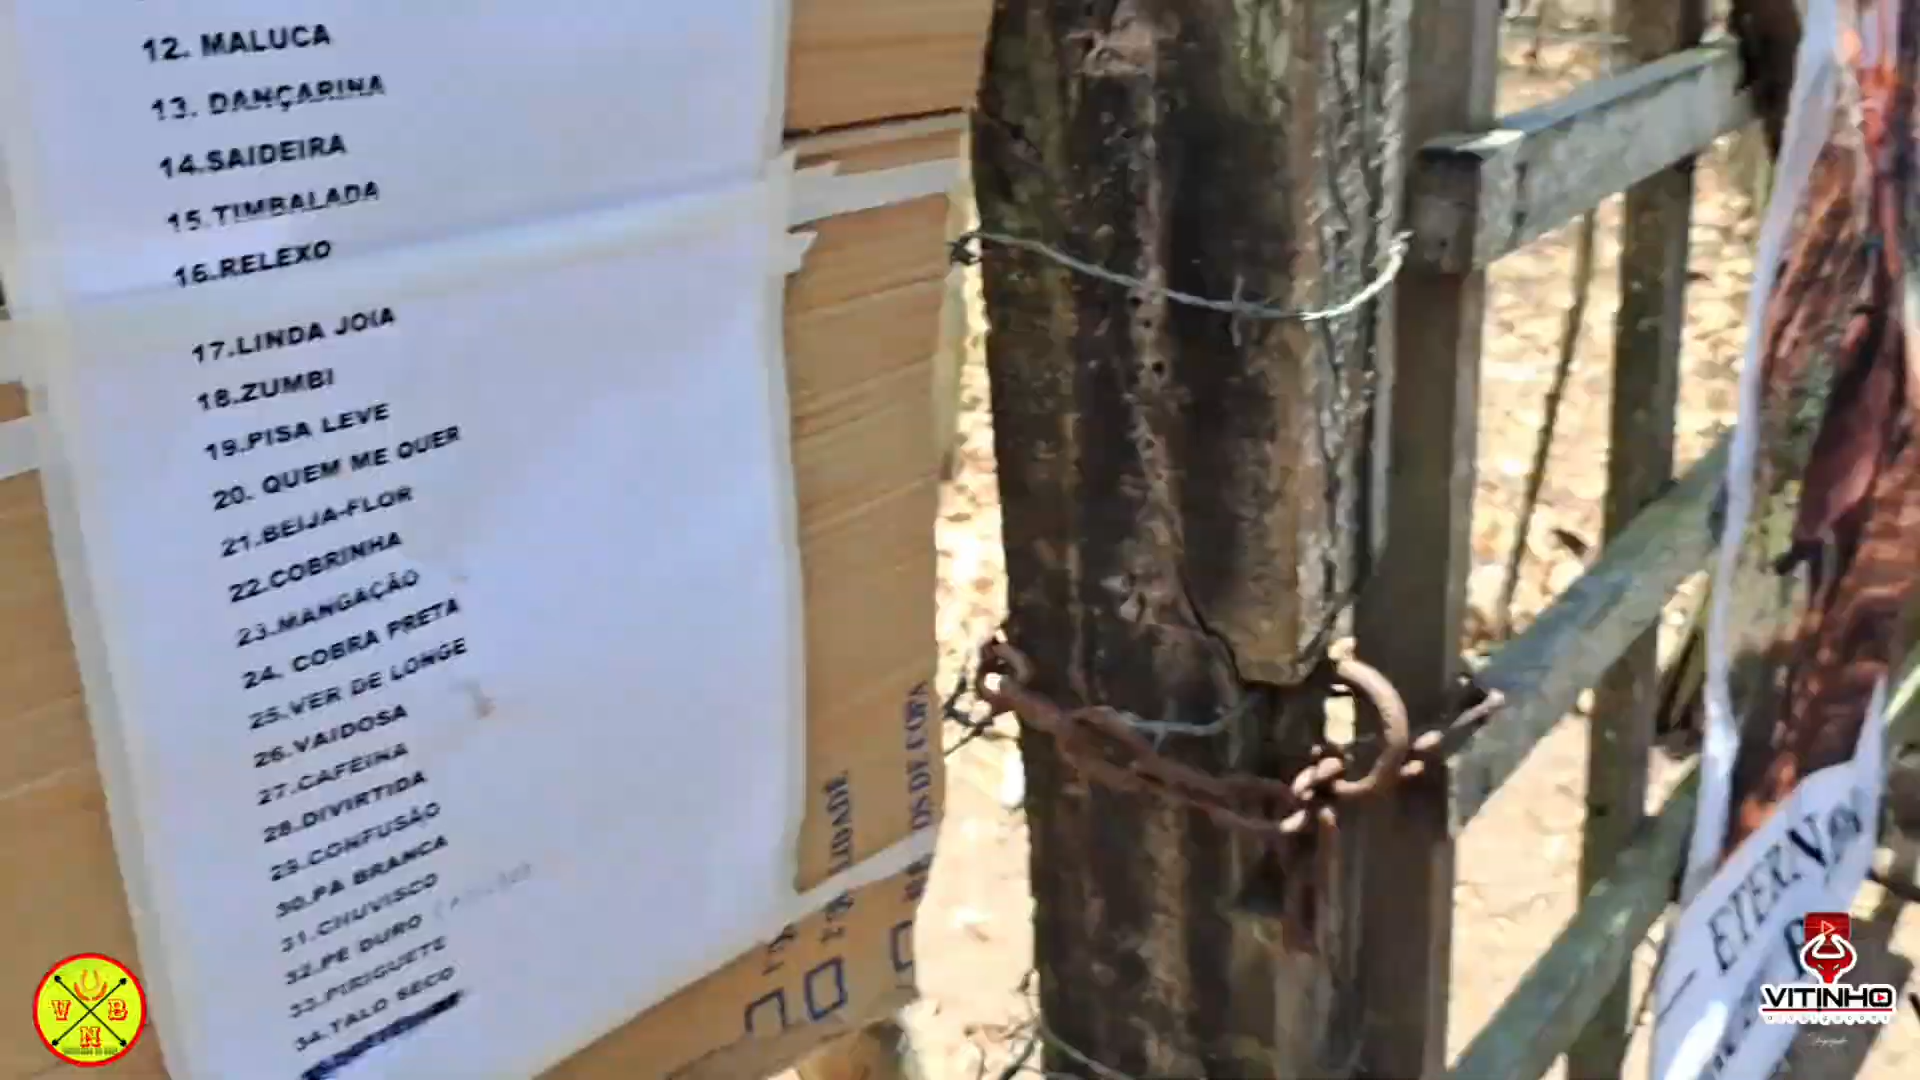 12. MALUCA
13. DANÇARINA
14.SAIDEIRA
15.TIMBALADA
16.RELEXO
17.LINDA JOIA
18.ZUMBI
19.PISA LEVE
20. QUEM ME QUER
21.BEIJA-FLOR
22.COBRINHA
23.MANGAÇÃO
24. COBRA PRETA
25.VER DE LONGE
26.VAIDOSA
27.CAFEINA
28.DIVIRTIDA
29.CONFUSÃO
30.PA BRANCA
31.CHUVISCO
32.PE DURO
33.PIRIGUETE
34.TALO SECO
V B
N
VITINHO